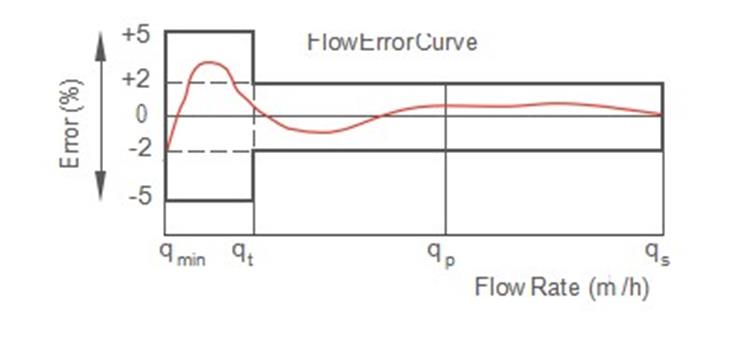 FlowErrorCurve
+5
+2
0
-2
-5
Error (%)
q min q t q p q s
Flow Rate (m /h)